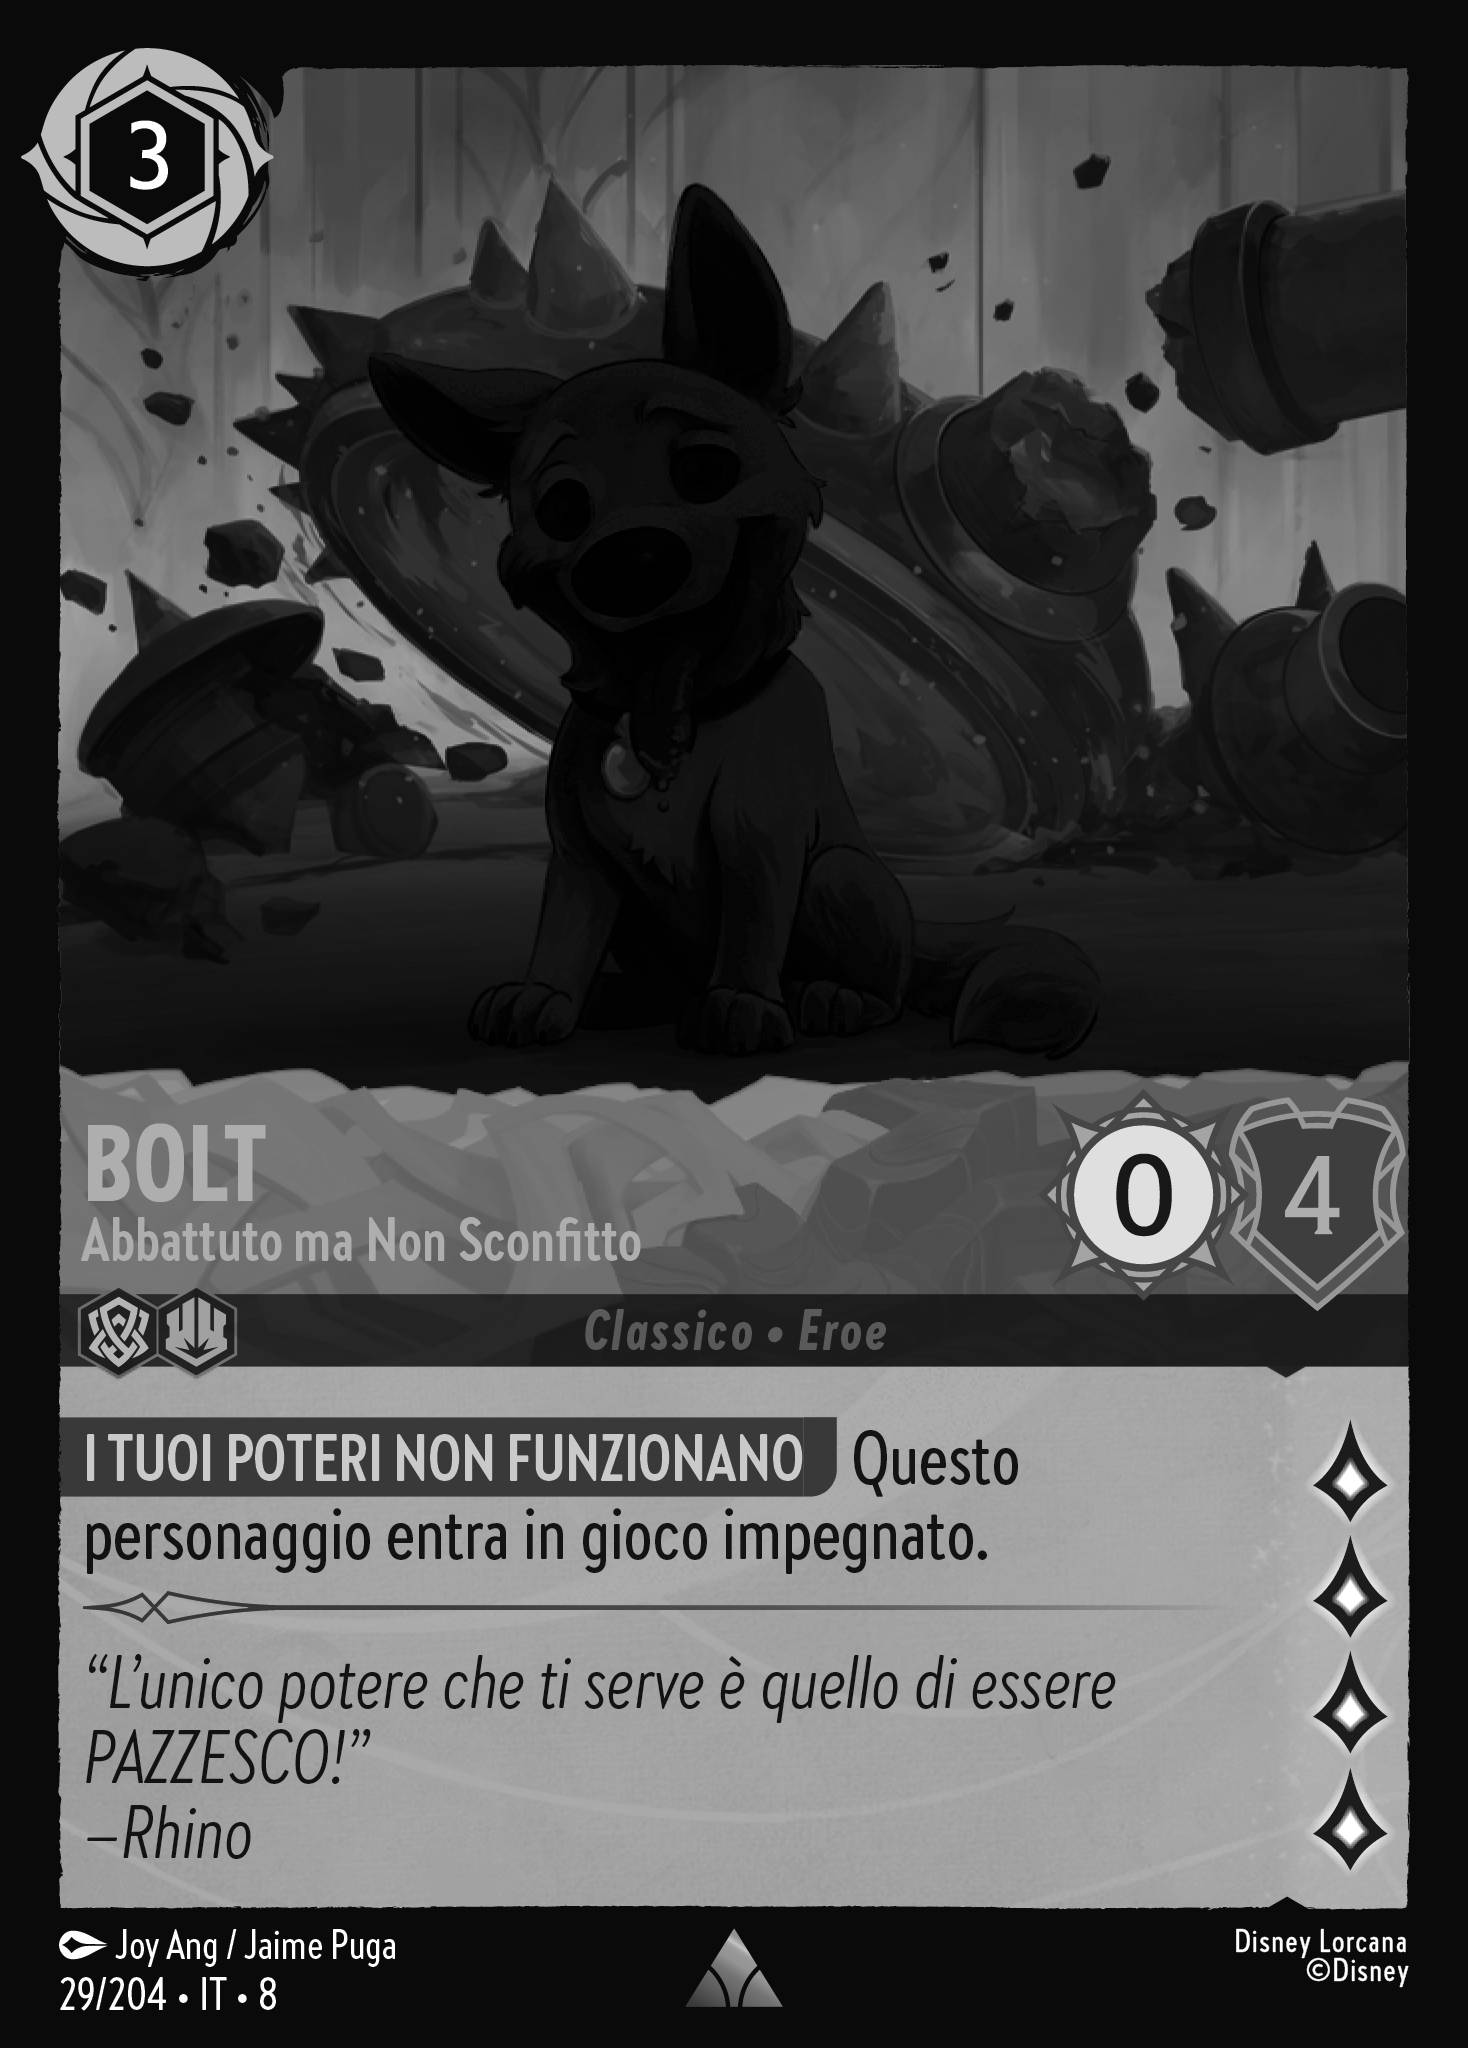 3
BOLT
Abbattuto ma Non Sconfitto
0
4
Classico • Eroe
I TUOI POTERI NON FUNZIONANO Questo
personaggio entra in gioco impegnato.
“L’unico potere che ti serve è quello di essere
PAZZESCO!”
–Rhino
Joy Ang / Jaime Puga
29/204 • IT • 8
Disney Lorcana
©Disney